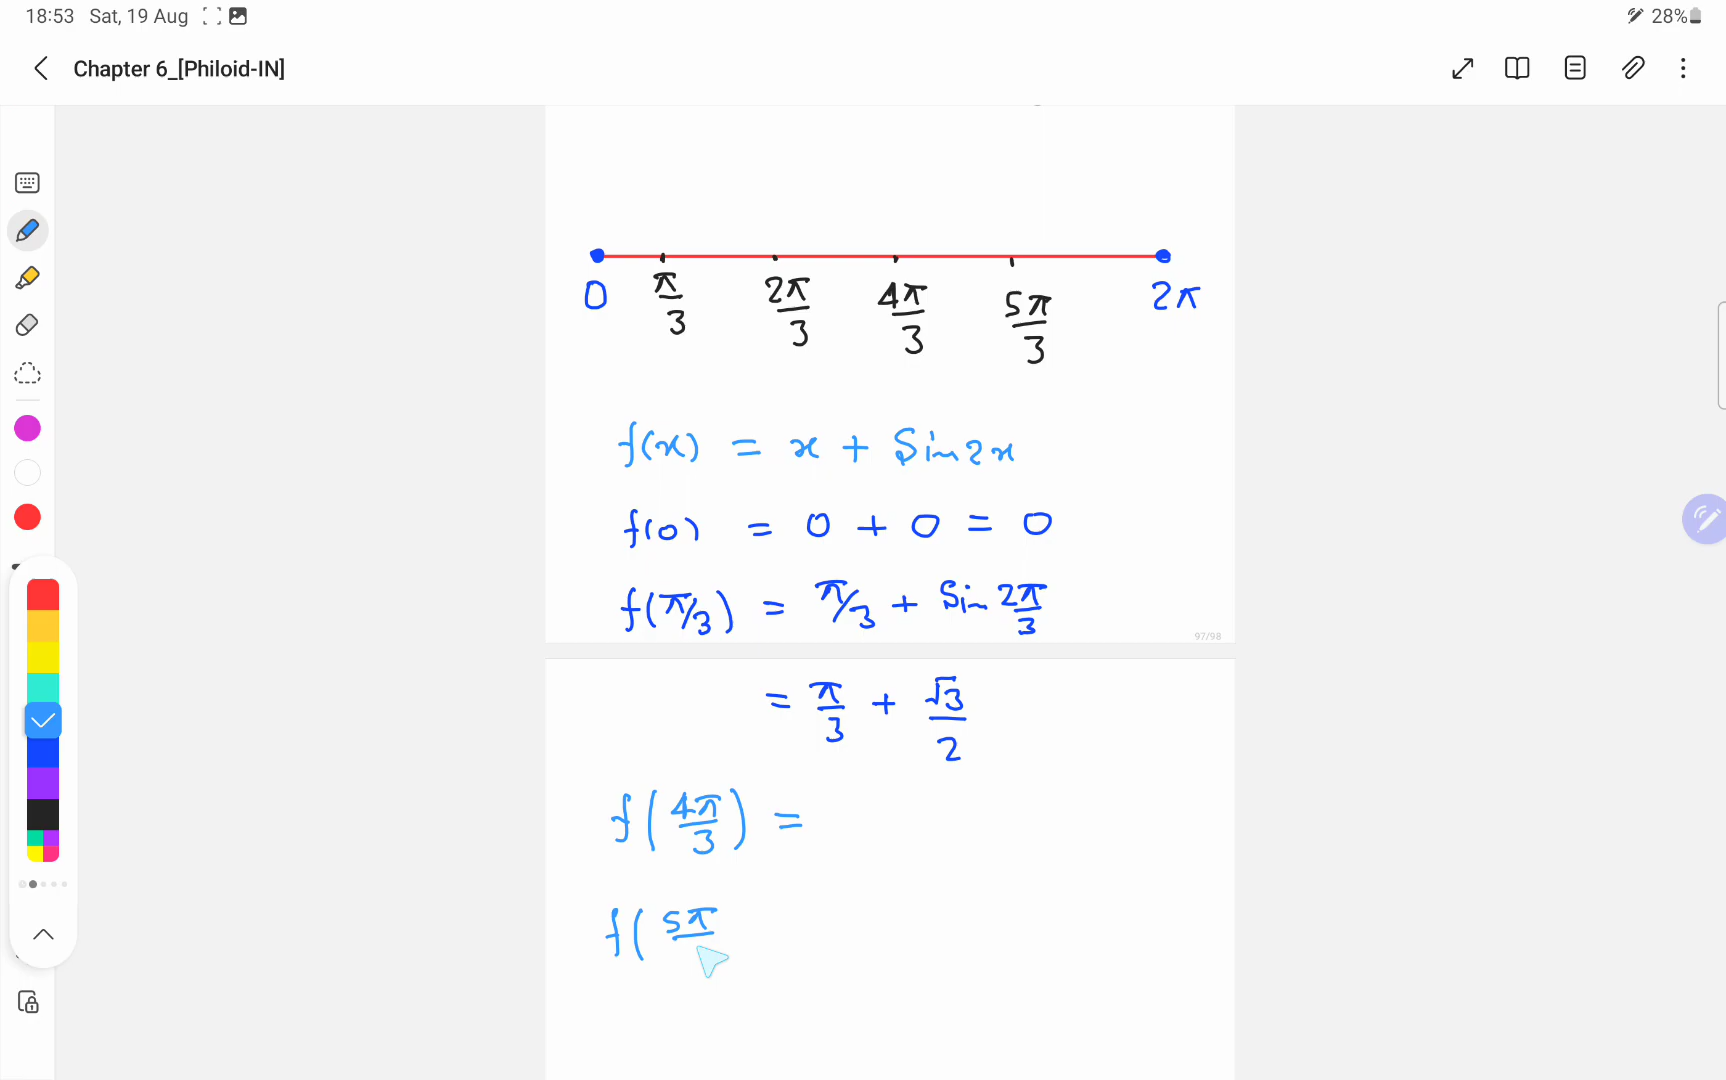 18:53 Sat, 19 Aug 28%
Chapter 6_[Philoid-IN]
0 π/3 2π/3 4π/3 5π/3 2π
f(x) = x + Sin2x
f(0) = 0 + 0 = 0
f(π/3) = π/3 + Sin 2π/3
97/98
= π/3 + √3/2
f(4π/3) =
f(5π